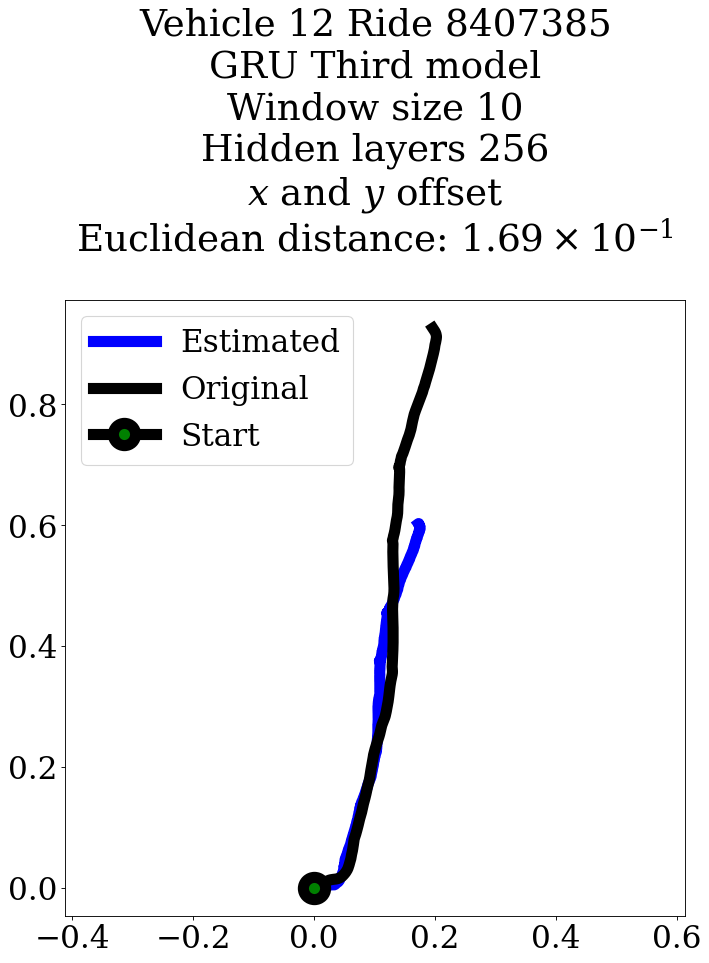 Vehicle 12 Ride 8407385
GRU Third model
Window size 10
Hidden layers 256
x and y offset
Euclidean distance: 1.69 × 10⁻¹
Estimated
Original
Start
0.8
0.6
0.4
0.2
0.0
−0.4 −0.2 0.0 0.2 0.4 0.6